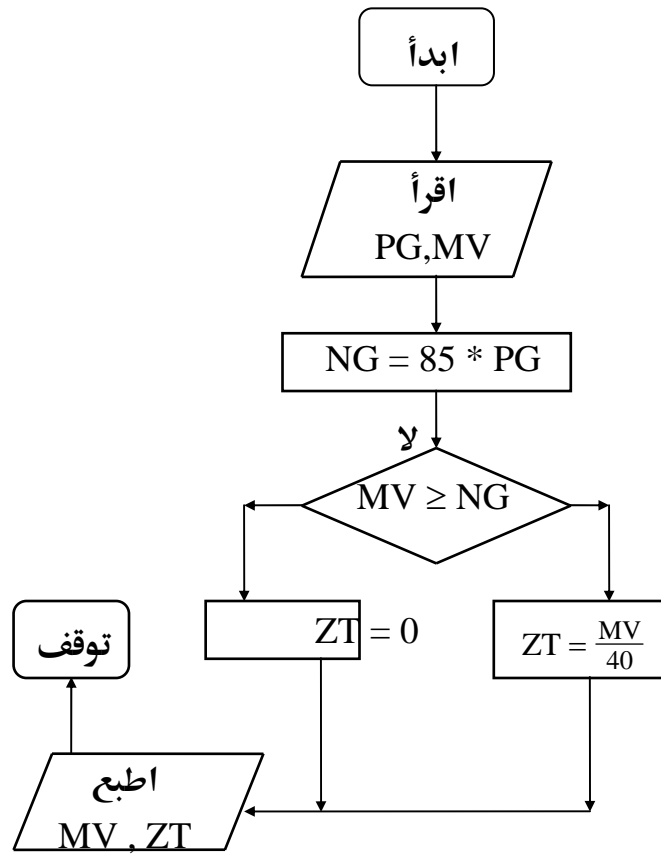 ابدأ
اقرأ
PG,MV
NG = 85 * PG
لا
MV ≥ NG
ZT = 0
ZT = MV/40
توقف
اطبع
MV , ZT